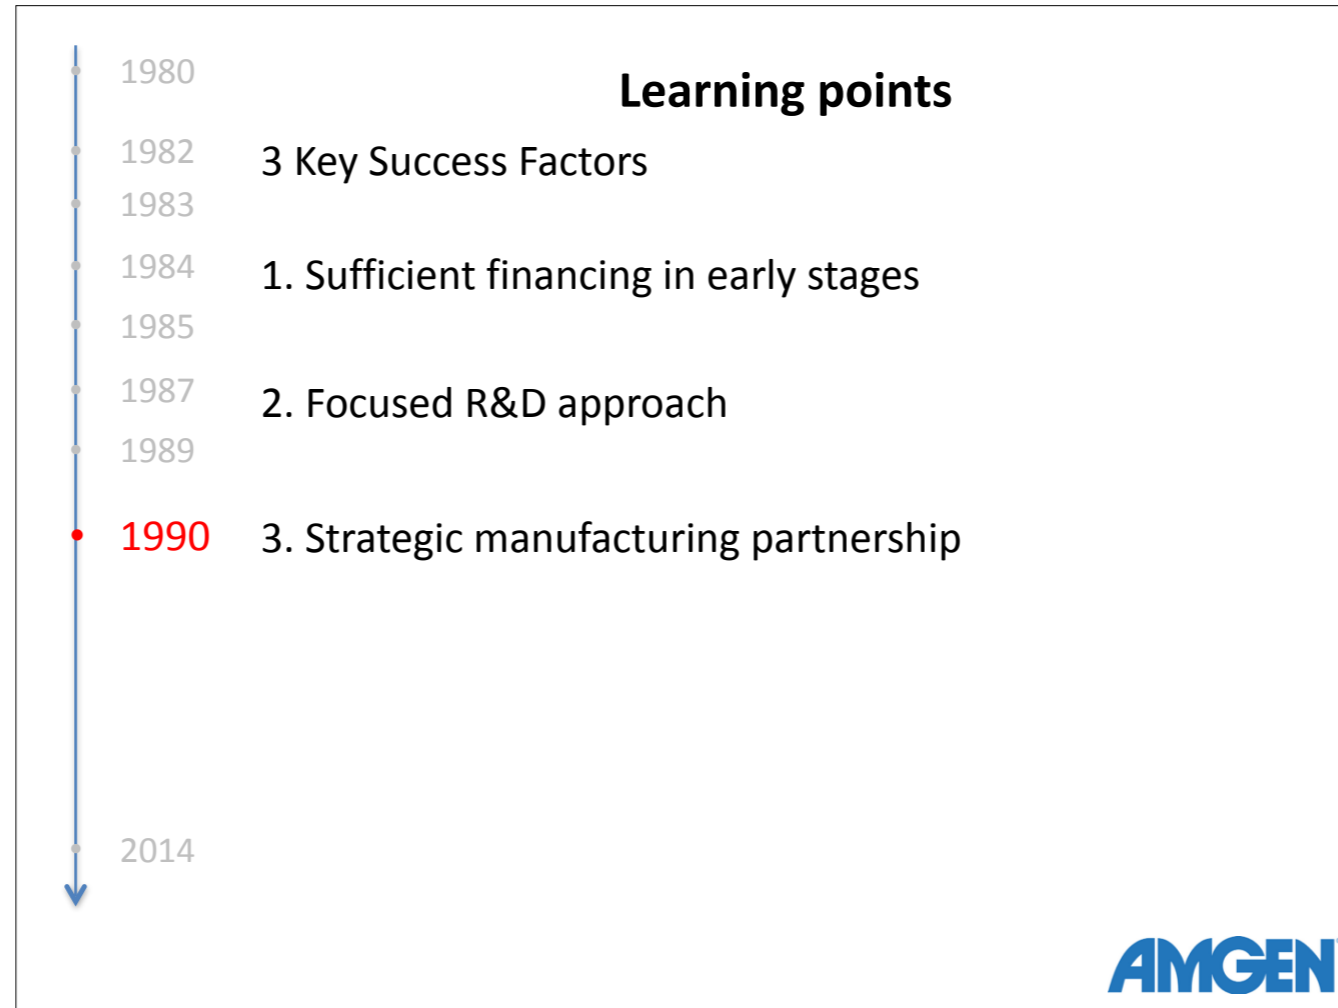 Learning points
1980
1982
1983
1984
1985
1987
1989
1990
2014
3 Key Success Factors
1. Sufficient financing in early stages
2. Focused R&D approach
3. Strategic manufacturing partnership
AMGEN